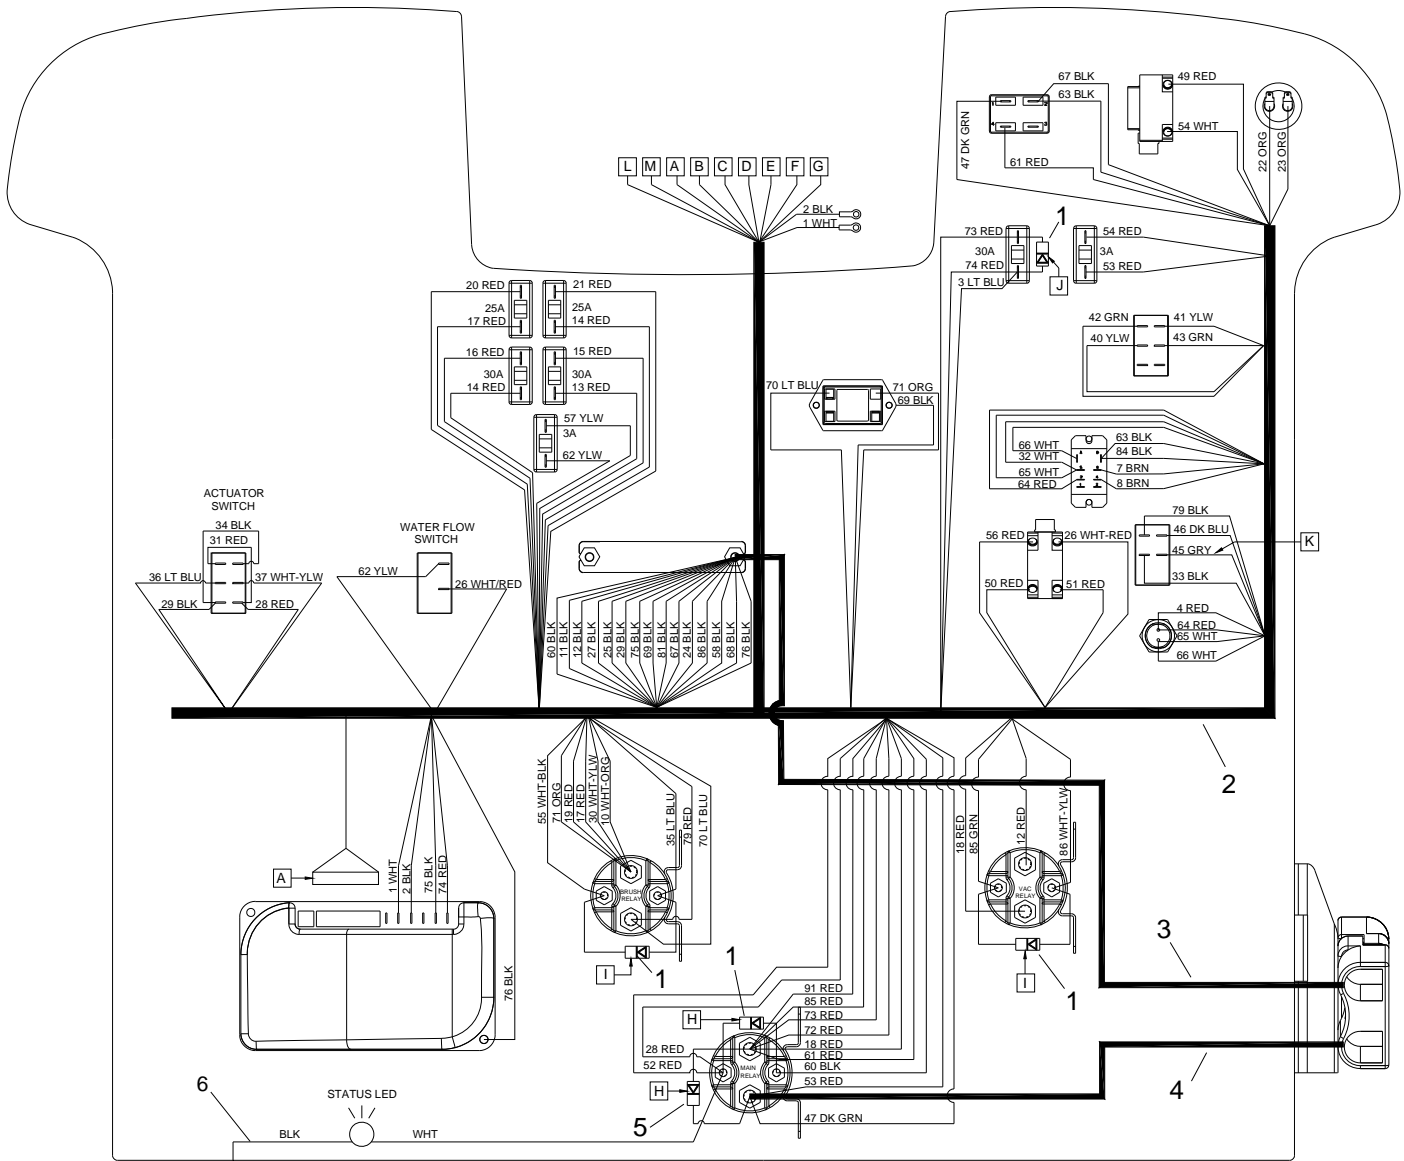 67 BLK
63 BLK
47 DK GRN
61 RED
1
2
4
3
49 RED
54 WHT
22 ORG
23 ORG
L M A B C D E F G
2 BLK
1 WHT
73 RED
30A
74 RED
3 LT BLU
1
J
54 RED
3A
53 RED
20 RED
25A
17 RED
21 RED
25A
14 RED
16 RED
30A
14 RED
15 RED
30A
13 RED
57 YLW
3A
62 YLW
42 GRN
41 YLW
40 YLW
43 GRN
70 LT BLU
71 ORG
69 BLK
66 WHT
32 WHT
65 WHT
64 RED
63 BLK
84 BLK
7 BRN
8 BRN
ACTUATOR
SWITCH
34 BLK
31 RED
36 LT BLU
37 WHT-YLW
29 BLK
28 RED
WATER FLOW
SWITCH
62 YLW
26 WHT/RED
56 RED
26 WHT-RED
50 RED
51 RED
79 BLK
46 DK BLU
45 GRY
33 BLK
K
4 RED
64 RED
65 WHT
66 WHT
60 BLK
11 BLK
12 BLK
27 BLK
25 BLK
29 BLK
75 BLK
69 BLK
81 BLK
67 BLK
24 BLK
86 BLK
58 BLK
68 BLK
76 BLK
2
55 WHT-BLK
71 ORG
19 RED
17 RED
30 WHT-YLW
10 WHT-ORG
35 LT BLU
79 RED
70 LT BLU
18 RED
85 GRN
12 RED
86 WHT-YLW
A
1 WHT
2 BLK
75 BLK
74 RED
76 BLK
BRUSH
RELAY
I
1
VAC
RELAY
I
1
3
4
1
H
91 RED
85 RED
73 RED
72 RED
18 RED
61 RED
60 BLK
53 RED
47 DK GRN
28 RED
52 RED
MAIN
RELAY
H
5
6
STATUS LED
BLK
WHT